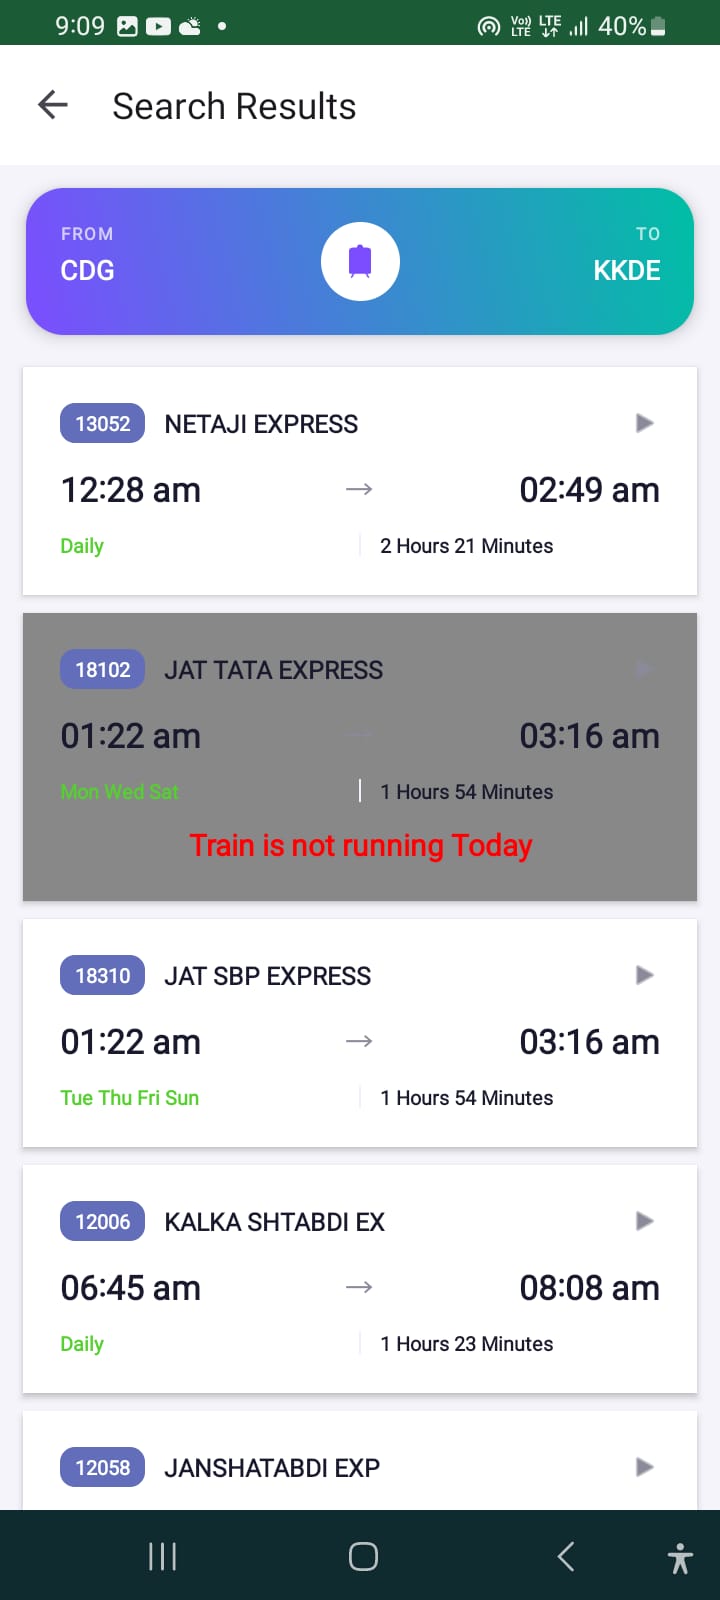 9:09 Vo) LTE LTE 40%
Search Results
FROM TO
CDG KKDE
13052 NETAJI EXPRESS
12:28 am → 02:49 am
Daily 2 Hours 21 Minutes
18102 JAT TATA EXPRESS
01:22 am → 03:16 am
Mon Wed Sat 1 Hours 54 Minutes
Train is not running Today
18310 JAT SBP EXPRESS
01:22 am → 03:16 am
Tue Thu Fri Sun 1 Hours 54 Minutes
12006 KALKA SHTABDI EX
06:45 am → 08:08 am
Daily 1 Hours 23 Minutes
12058 JANSHATABDI EXP